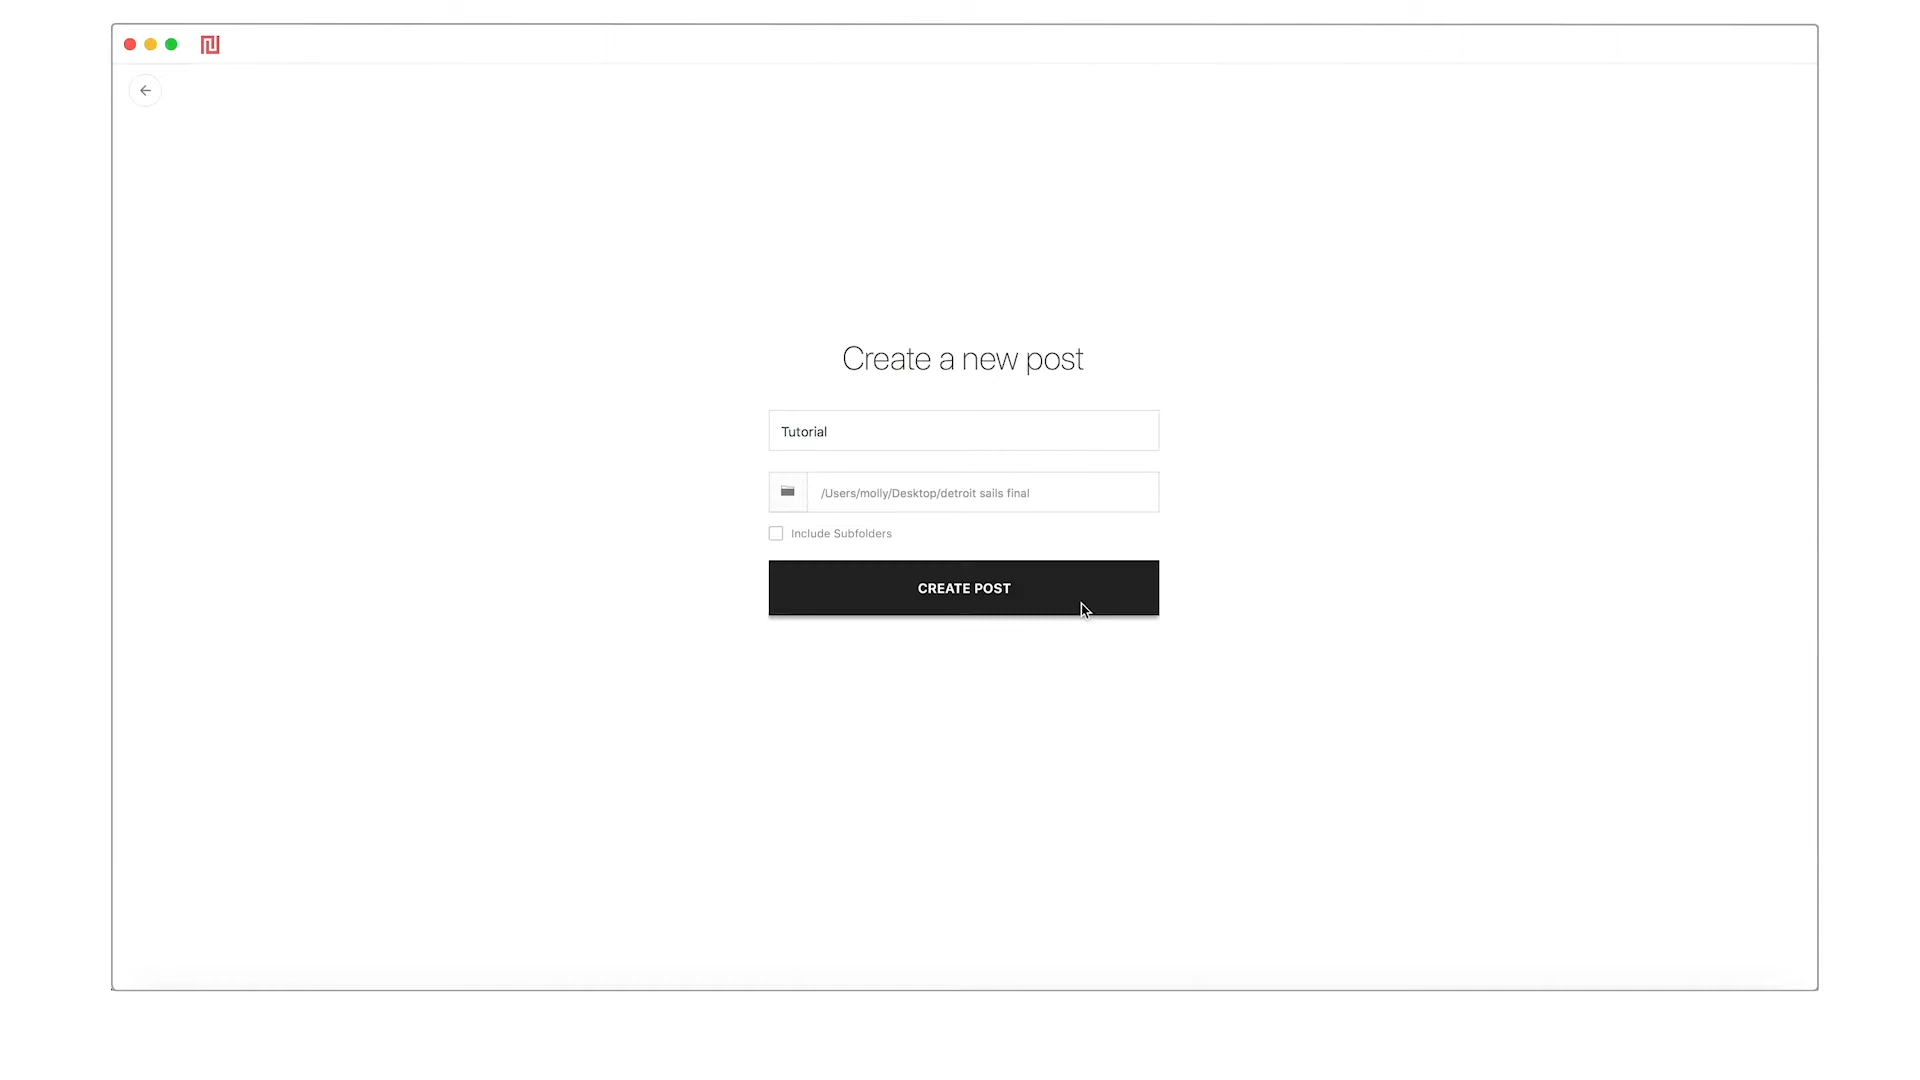 Create a new post
Tutorial
/Users/molly/Desktop/detroit sails final
Include Subfolders
CREATE POST